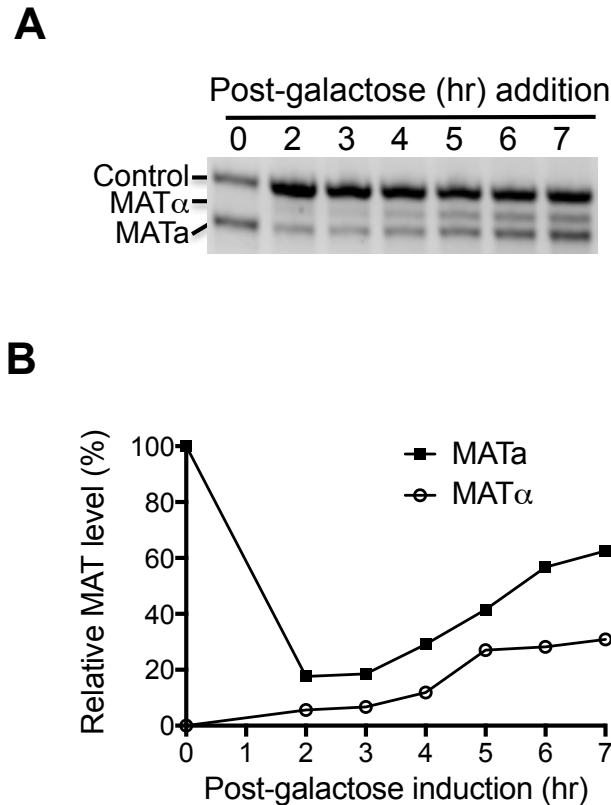 A
Post-galactose (hr) addition
0 2 3 4 5 6 7
Control
MATα
MATa
B
Relative MAT level (%)
100
80
60
40
20
0
MATa
MATα
0 1 2 3 4 5 6 7
Post-galactose induction (hr)